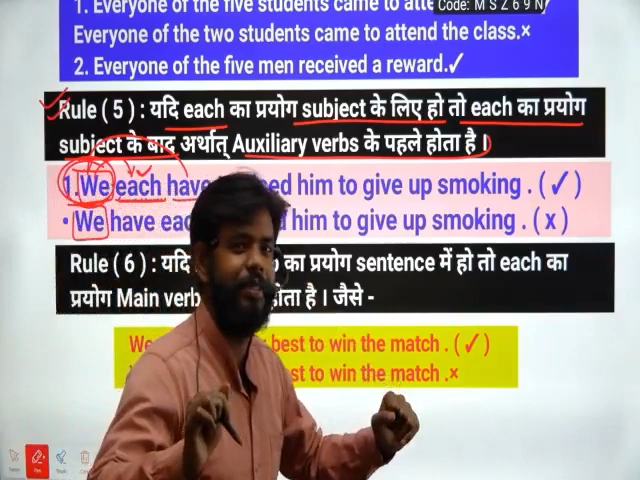 1. Everyone of the five students came to atte
Code: M S Z 6 9 N
Everyone of the two students came to attend the class.×
2. Everyone of the five men received a reward.✓
Rule ( 5 ) : यदि each का प्रयोग subject के लिए हो तो each का प्रयोग
subject के बाद अर्थात् Auxiliary verbs के पहले होता है ।
1. We each have ed him to give up smoking . ( ✓ )
• We have eac d him to give up smoking . ( x )
Rule ( 6 ) : यदि का प्रयोग sentence में हो तो each का
प्रयोग Main verb होता है । जैसे -
We best to win the match . ( ✓ )
est to win the match .×
Pen